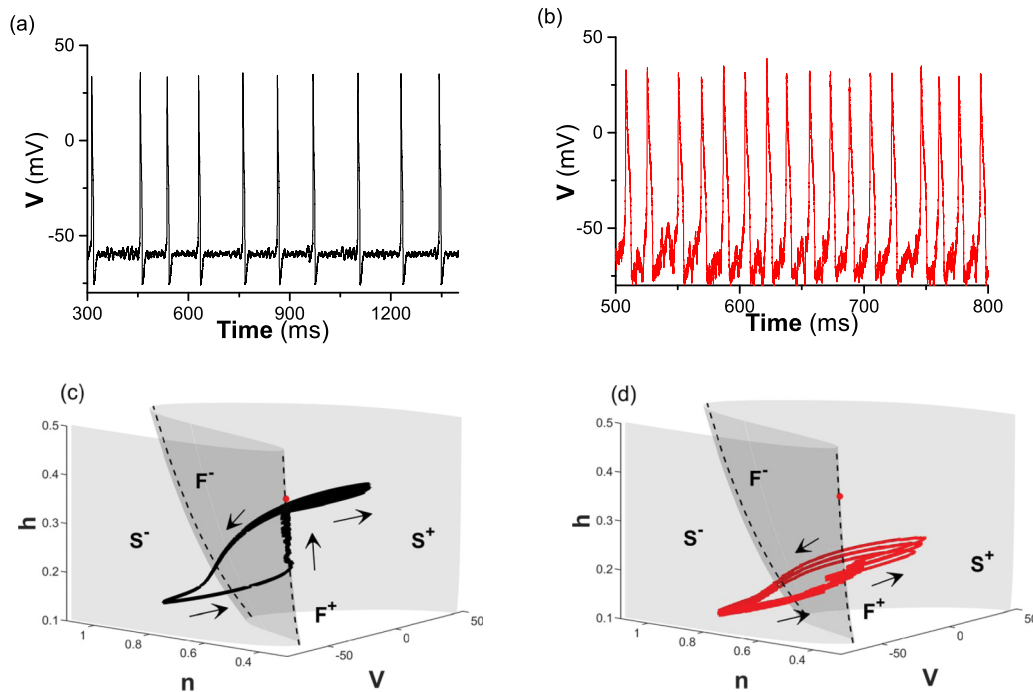 (a)
50
0
-50
V (mV)
300 600 900 1200
Time (ms)
(b)
50
0
-50
V (mV)
500 600 700 800
Time (ms)
(c)
0.5
0.4
0.3
0.2
0.1
h
F-
S-
S+
F+
1 0.8 0.6 0.4
n
-50 0 50
V
(d)
0.5
0.4
0.3
0.2
0.1
h
F-
S-
S+
F+
1 0.8 0.6 0.4
n
-50 0 50
V